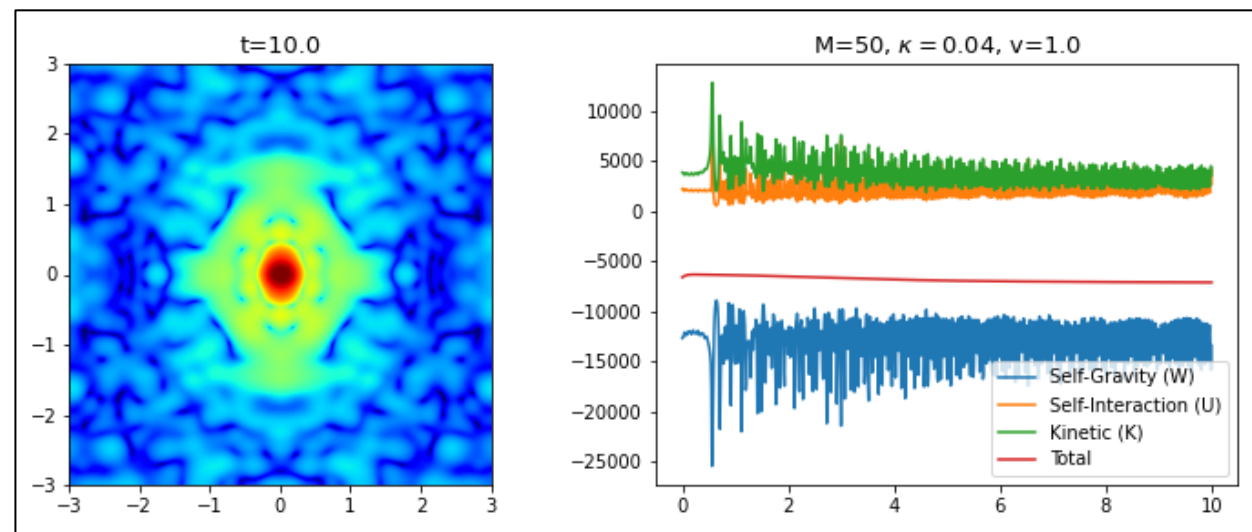 t=10.0
3
2
1
0
−1
−2
−3
−3 −2 −1 0 1 2 3
M=50, κ = 0.04, v=1.0
10000
5000
0
−5000
−10000
−15000
−20000
−25000
0 2 4 6 8 10
Self-Gravity (W)
Self-Interaction (U)
Kinetic (K)
Total